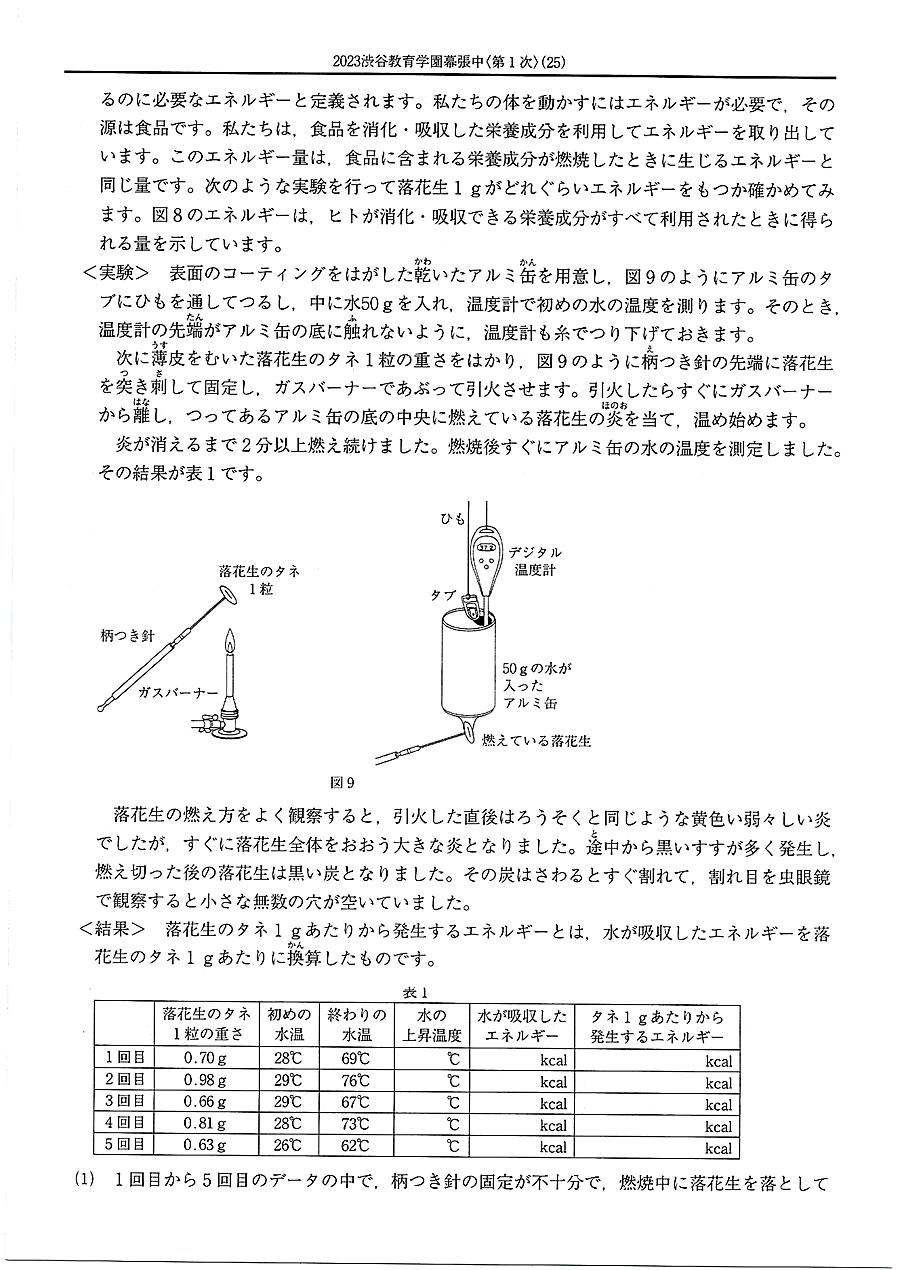 2023渋谷教育学園幕張中〈第1次〉(25)
るのに必要なエネルギーと定義されます。私たちの体を動かすにはエネルギーが必要で，その
源は食品です。私たちは，食品を消化・吸収した栄養成分を利用してエネルギーを取り出して
います。このエネルギー量は，食品に含まれる栄養成分が燃焼したときに生じるエネルギーと
同じ量です。次のような実験を行って落花生1gがどれぐらいエネルギーをもつか確かめてみ
ます。図8のエネルギーは，ヒトが消化・吸収できる栄養成分がすべて利用されたときに得ら
れる量を示しています。
かわ かん
＜実験＞ 表面のコーティングをはがした乾いたアルミ缶を用意し，図9のようにアルミ缶のタ
ブにひもを通してつるし，中に水50gを入れ，温度計で初めの水の温度を測ります。そのとき，
たん ふ
温度計の先端がアルミ缶の底に触れないように，温度計も糸でつり下げておきます。
うす え
次に薄皮をむいた落花生のタネ1粒の重さをはかり，図9のように柄つき針の先端に落花生
つ さ
を突き刺して固定し，ガスバーナーであぶって引火させます。引火したらすぐにガスバーナー
はな ほのお
から離し，つってあるアルミ缶の底の中央に燃えている落花生の炎を当て，温め始めます。
炎が消えるまで2分以上燃え続けました。燃焼後すぐにアルミ缶の水の温度を測定しました。
その結果が表1です。
ひも
デジタル
温度計
落花生のタネ
1粒
タブ
柄つき針
ガスバーナー
50gの水が
入った
アルミ缶
燃えている落花生
図9
落花生の燃え方をよく観察すると，引火した直後はろうそくと同じような黄色い弱々しい炎
と
でしたが，すぐに落花生全体をおおう大きな炎となりました。途中から黒いすすが多く発生し，
燃え切った後の落花生は黒い炭となりました。その炭はさわるとすぐ割れて，割れ目を虫眼鏡
で観察すると小さな無数の穴が空いていました。
＜結果＞ 落花生のタネ1gあたりから発生するエネルギーとは，水が吸収したエネルギーを落
かん
花生のタネ1gあたりに換算したものです。
表1
落花生のタネ 初めの 終わりの 水の 水が吸収した タネ1gあたりから
1粒の重さ 水温 水温 上昇温度 エネルギー 発生するエネルギー
1回目 0.70g 28℃ 69℃ ℃ kcal kcal
2回目 0.98g 29℃ 76℃ ℃ kcal kcal
3回目 0.66g 29℃ 67℃ ℃ kcal kcal
4回目 0.81g 28℃ 73℃ ℃ kcal kcal
5回目 0.63g 26℃ 62℃ ℃ kcal kcal
(1) 1回目から5回目のデータの中で，柄つき針の固定が不十分で，燃焼中に落花生を落として